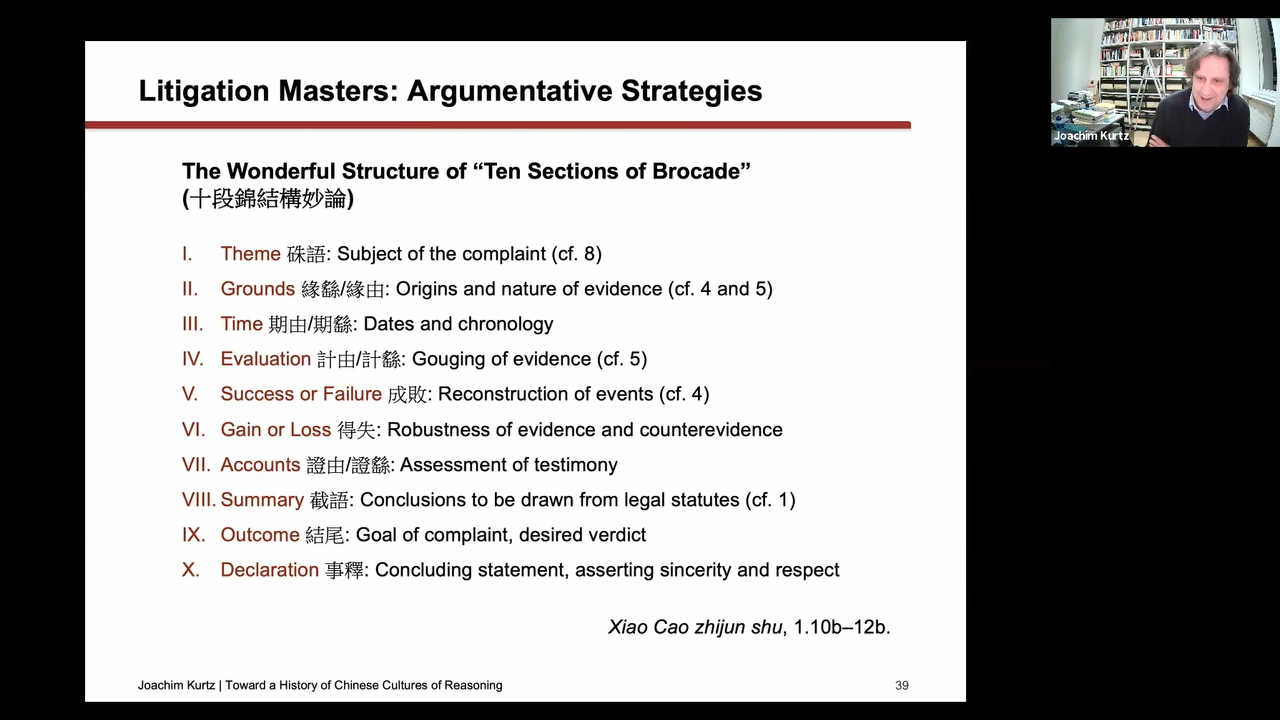 Litigation Masters: Argumentative Strategies
The Wonderful Structure of “Ten Sections of Brocade”
(十段錦結構妙論)
I. Theme 硃語: Subject of the complaint (cf. 8)
II. Grounds 緣繇/緣由: Origins and nature of evidence (cf. 4 and 5)
III. Time 期由/期繇: Dates and chronology
IV. Evaluation 計由/計繇: Gouging of evidence (cf. 5)
V. Success or Failure 成敗: Reconstruction of events (cf. 4)
VI. Gain or Loss 得失: Robustness of evidence and counterevidence
VII. Accounts 證由/證繇: Assessment of testimony
VIII. Summary 截語: Conclusions to be drawn from legal statutes (cf. 1)
IX. Outcome 結尾: Goal of complaint, desired verdict
X. Declaration 事釋: Concluding statement, asserting sincerity and respect
Xiao Cao zhijun shu, 1.10b–12b.
Joachim Kurtz | Toward a History of Chinese Cultures of Reasoning
39
Joachim Kurtz